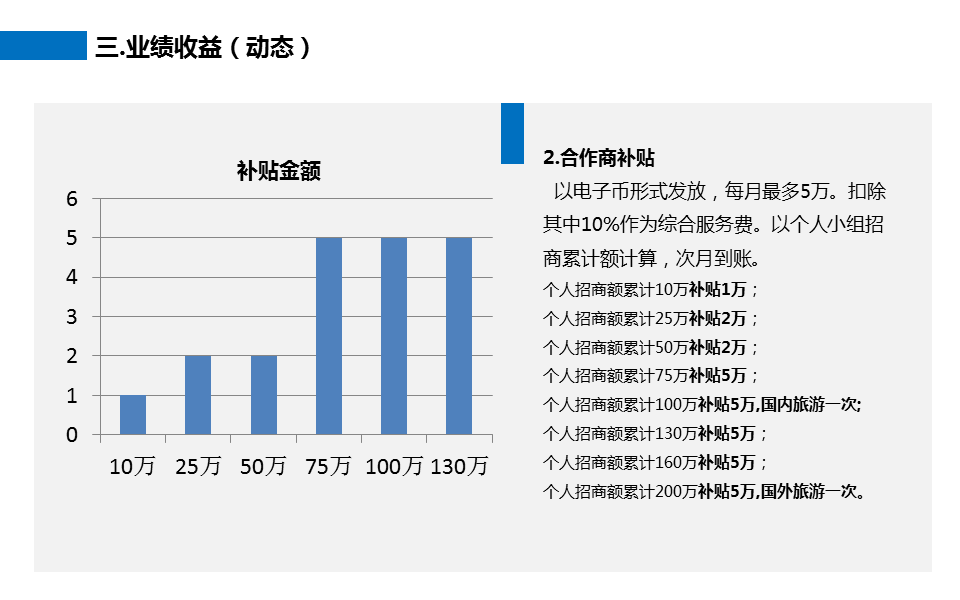 三.业绩收益（动态）
补贴金额
6
5
4
3
2
1
0
10万 25万 50万 75万 100万 130万
2.合作商补贴
以电子币形式发放，每月最多5万。扣除
其中10%作为综合服务费。以个人小组招
商累计额计算，次月到账。
个人招商额累计10万补贴1万；
个人招商额累计25万补贴2万；
个人招商额累计50万补贴2万；
个人招商额累计75万补贴5万；
个人招商额累计100万补贴5万,国内旅游一次;
个人招商额累计130万补贴5万；
个人招商额累计160万补贴5万；
个人招商额累计200万补贴5万,国外旅游一次。